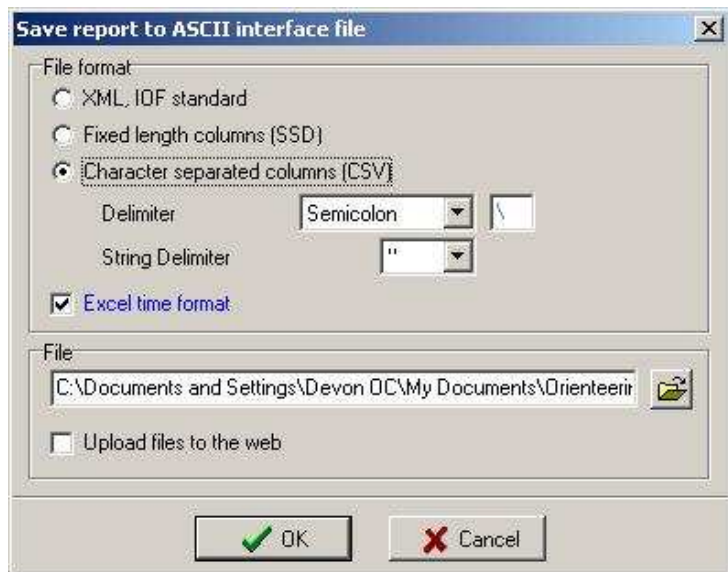 Save report to ASCII interface file
File format
XML, IOF standard
Fixed length columns (SSD)
Character separated columns (CSV)
Delimiter Semicolon \
String Delimiter "
Excel time format
File
C:\Documents and Settings\Devon OC\My Documents\Orienteerin
Upload files to the web
OK Cancel